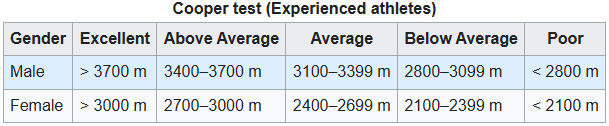 Cooper test (Experienced athletes)
Gender Excellent Above Average Average Below Average Poor
Male > 3700 m 3400–3700 m 3100–3399 m 2800–3099 m < 2800 m
Female > 3000 m 2700–3000 m 2400–2699 m 2100–2399 m < 2100 m